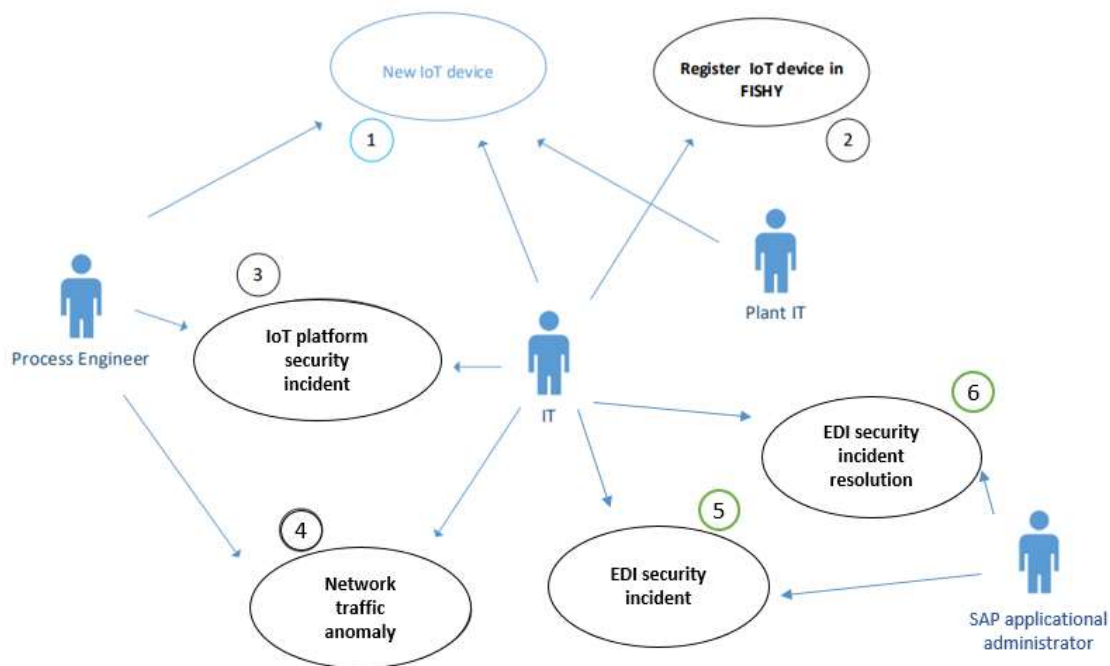 New IoT device
Register IoT device in
FISHY
1
2
Plant IT
3
Process Engineer
IoT platform
security
incident
IT
6
EDI security
incident
resolution
5
4
EDI security
incident
Network
traffic
anomaly
SAP applicational
administrator